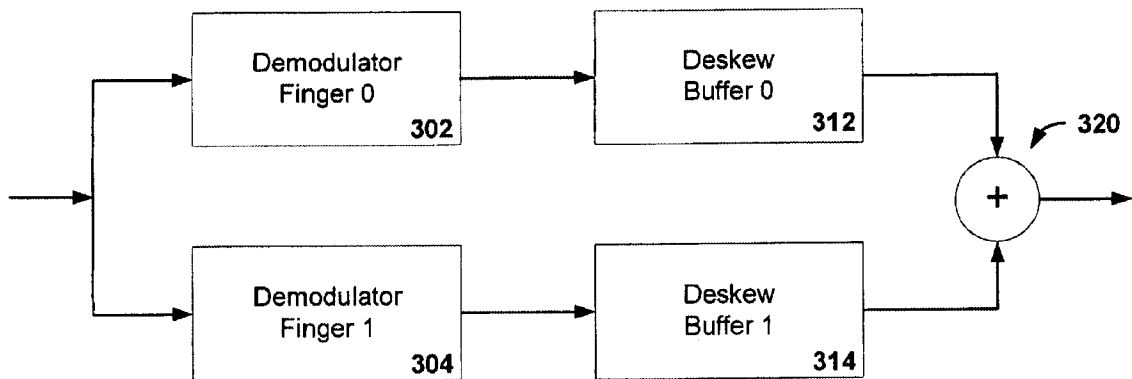 Demodulator
Finger 0
302
Deskew
Buffer 0
312
320
+
Demodulator
Finger 1
304
Deskew
Buffer 1
314